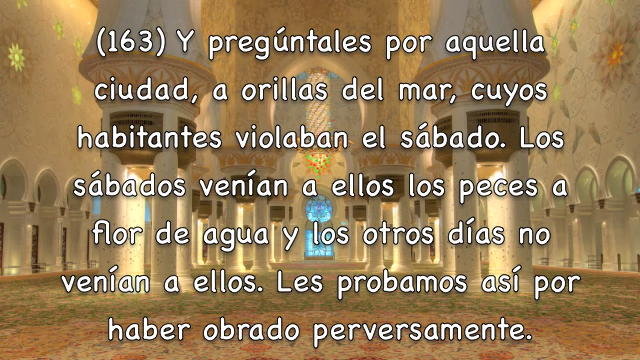 (163) Y pregúntales por aquella
ciudad, a orillas del mar, cuyos
habitantes violaban el sábado. Los
sábados venían a ellos los peces a
flor de agua y los otros días no
venían a ellos. Les probamos así por
haber obrado perversamente.